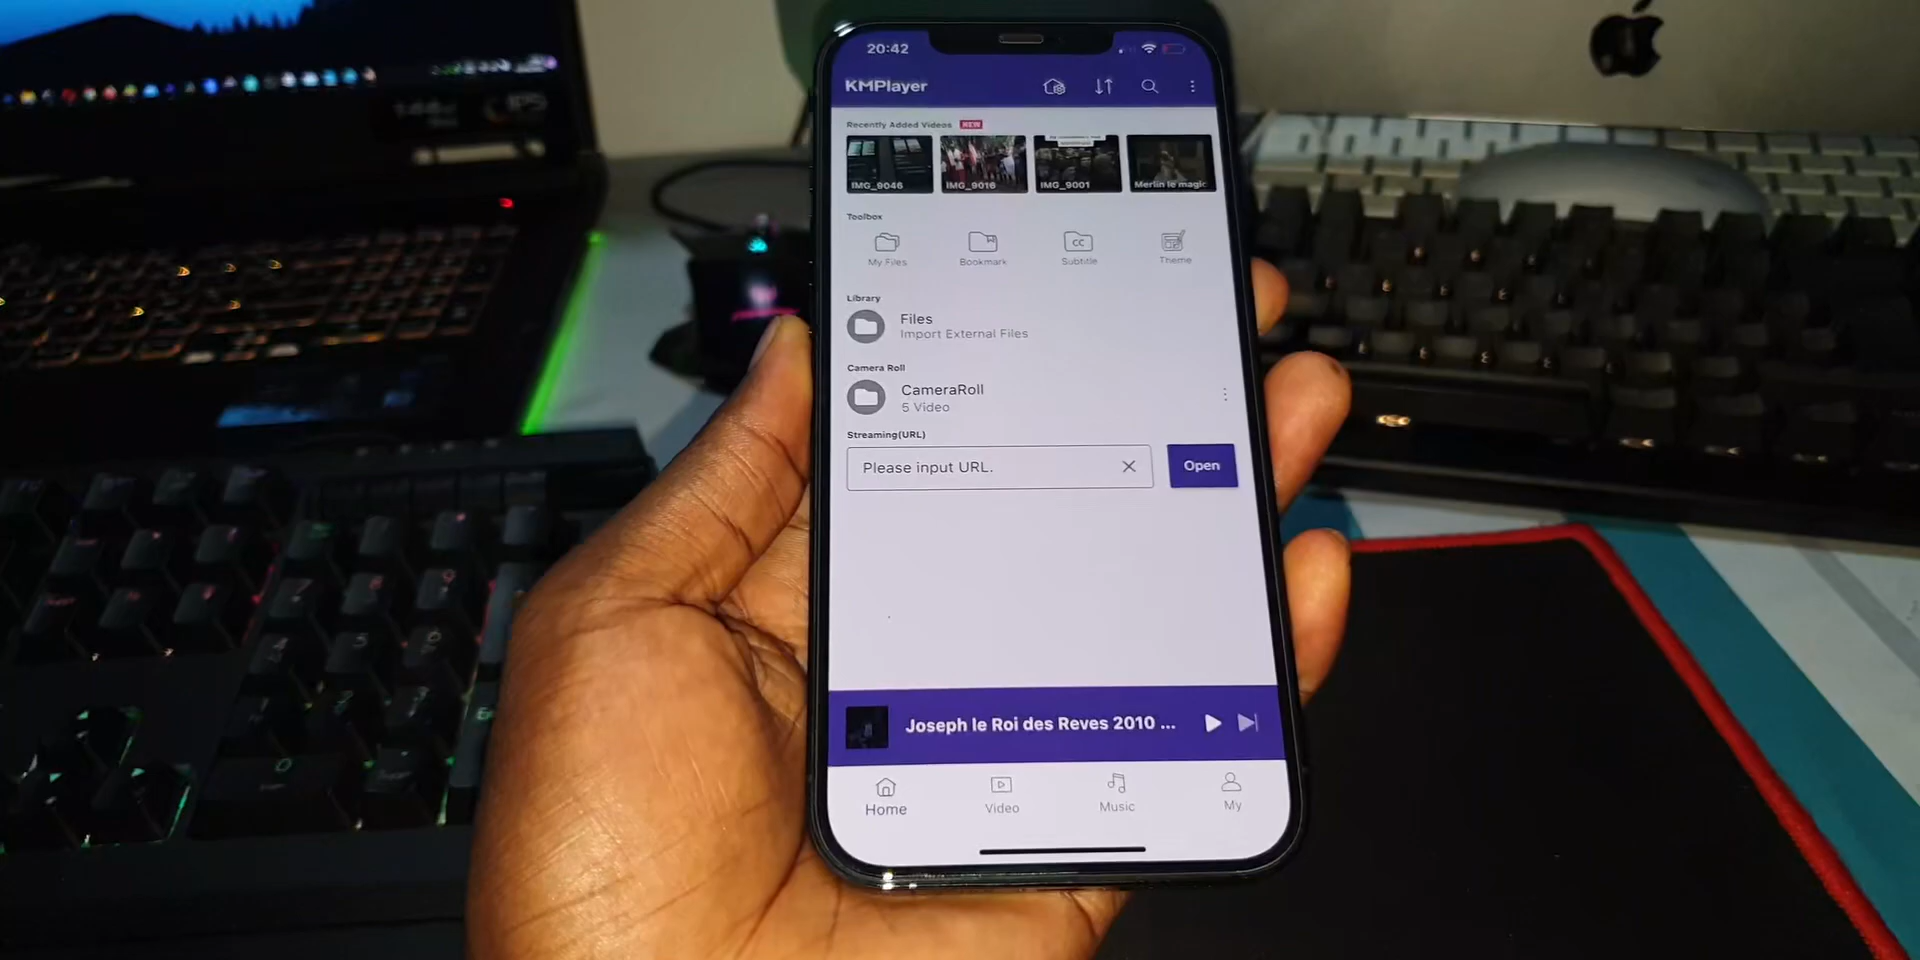 20:42
KMPlayer
Recently Added Videos NEW
IMG_9046
IMG_9016
IMG_9001
Merlin le magic
Toolbox
My Files
Bookmark
CC
Subtitle
Theme
Library
Files
Import External Files
Camera Roll
CameraRoll
5 Video
Streaming(URL)
Please input URL.
Open
Joseph le Roi des Reves 2010 ...
Home
Video
Music
My